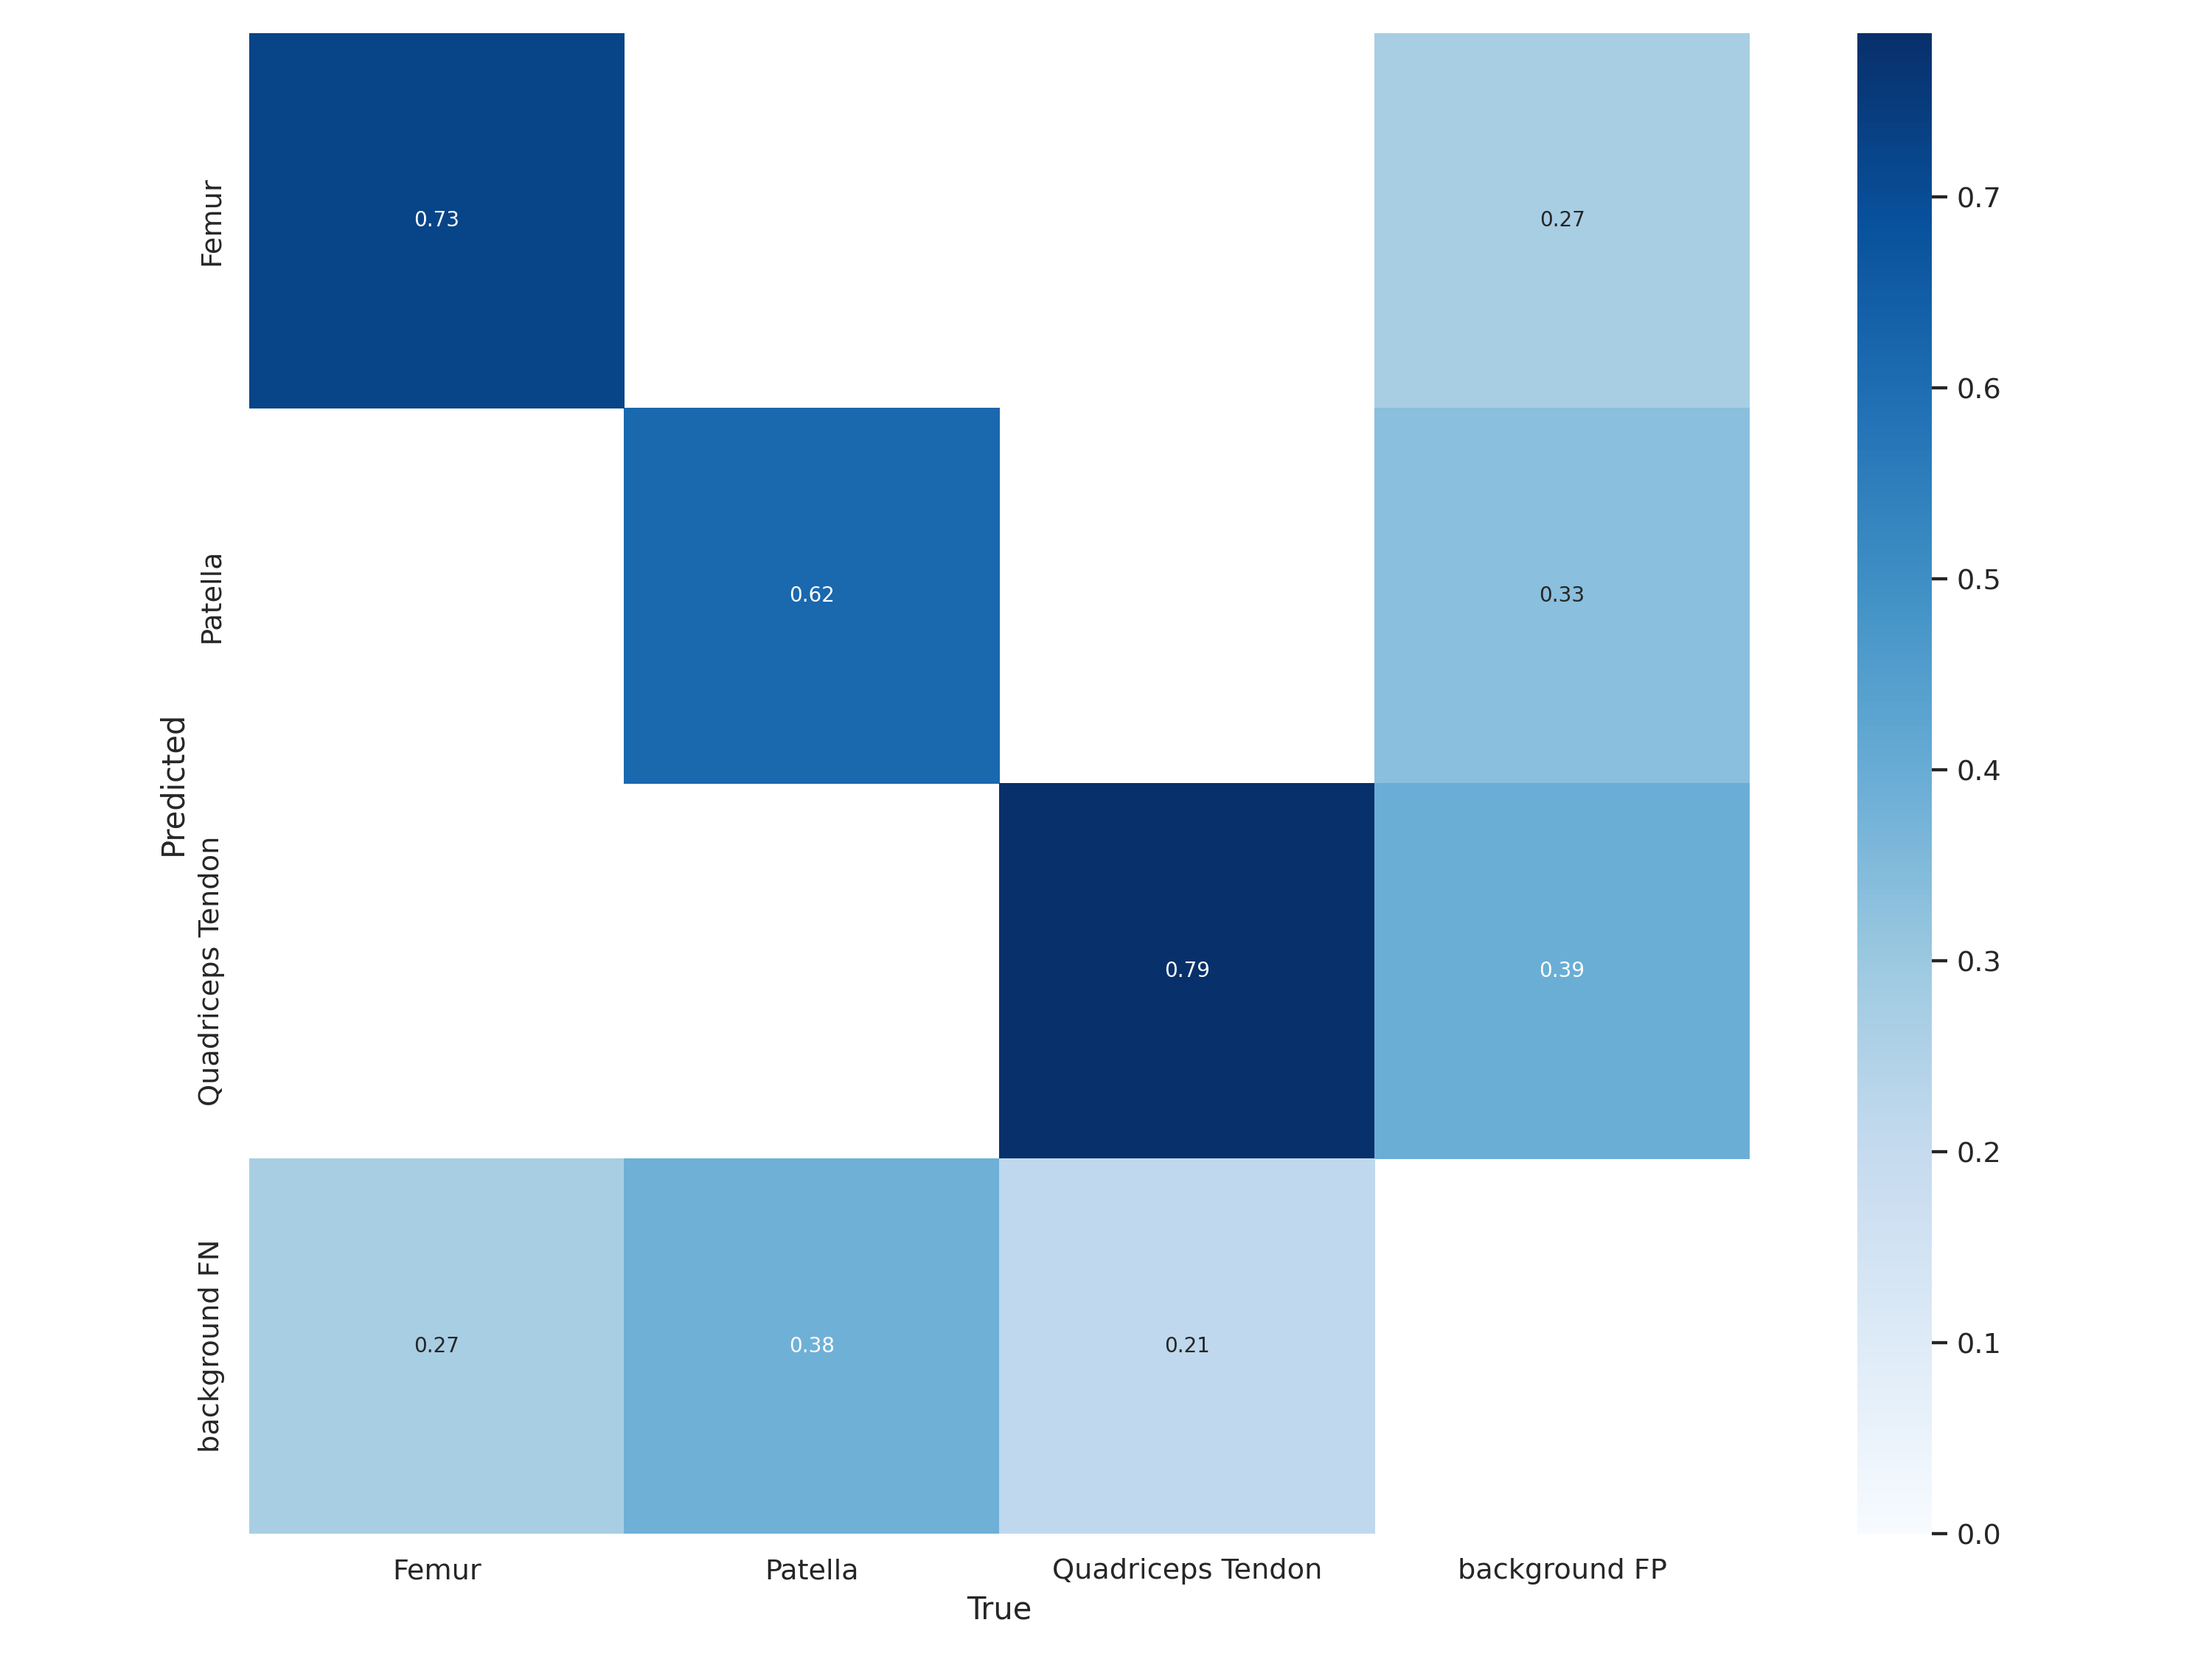 Predicted
Femur
0.73
0.27
Patella
0.62
0.33
Quadriceps Tendon
0.79
0.39
background FN
0.27
0.38
0.21
Femur
Patella
Quadriceps Tendon
background FP
True
0.7
0.6
0.5
0.4
0.3
0.2
0.1
0.0